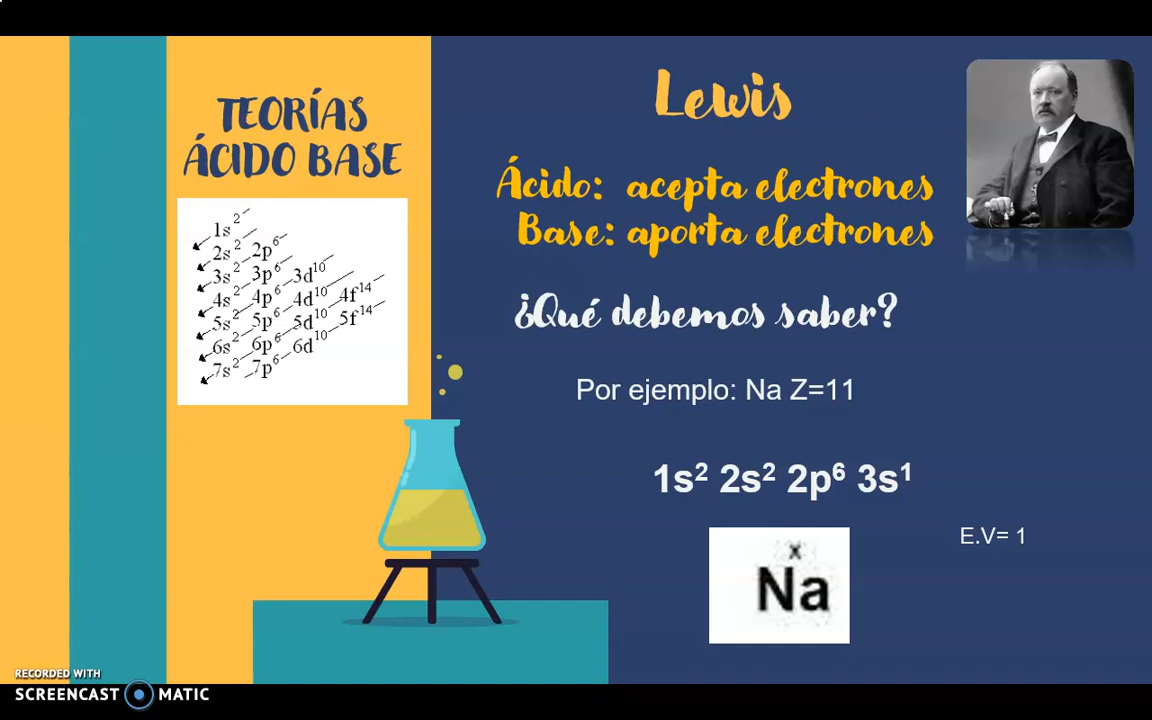 TEORÍAS
ÁCIDO BASE
1s²
2s² 2p⁶
3s² 3p⁶ 3d¹⁰
4s² 4p⁶ 4d¹⁰ 4f¹⁴
5s² 5p⁶ 5d¹⁰ 5f¹⁴
6s² 6p⁶ 6d¹⁰
7s² 7p⁶
Lewis
Ácido: acepta electrones
Base: aporta electrones
¿Qué debemos saber?
Por ejemplo: Na Z=11
1s² 2s² 2p⁶ 3s¹
E.V= 1
x
Na
RECORDED WITH
SCREENCAST MATIC